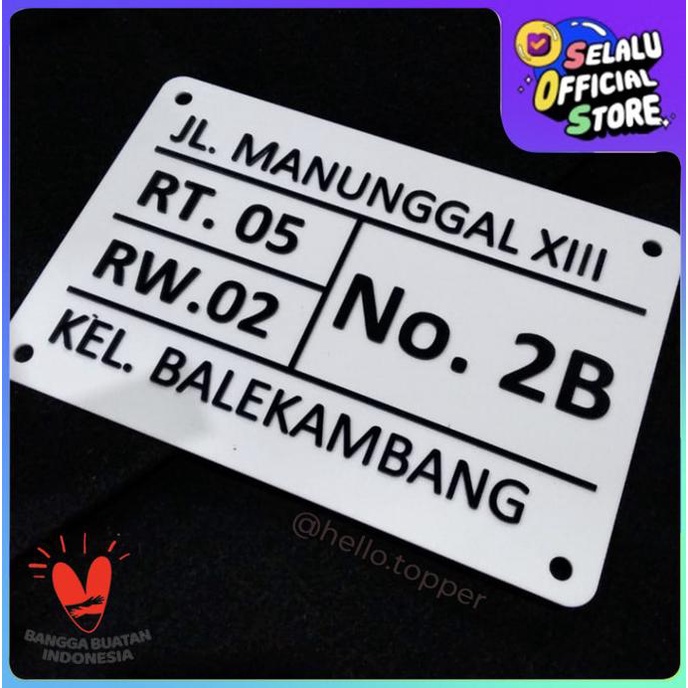 SELALU
OFFICIAL
STORE
JL. MANUNGGAL XIII
RT. 05
RW.02
No. 2B
KEL. BALEKAMBANG
@hello.topper
BANGGA BUATAN
INDONESIA